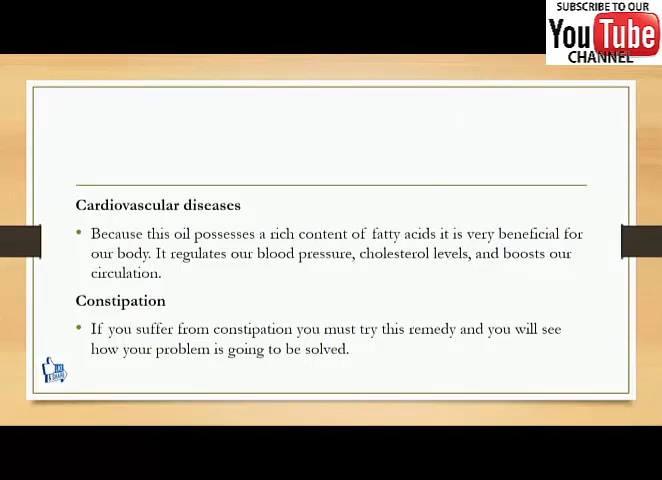 SUBSCRIBE TO OUR
YouTube
CHANNEL
Cardiovascular diseases
• Because this oil possesses a rich content of fatty acids it is very beneficial for
our body. It regulates our blood pressure, cholesterol levels, and boosts our
circulation.
Constipation
• If you suffer from constipation you must try this remedy and you will see
how your problem is going to be solved.
LIKE
& SHARE